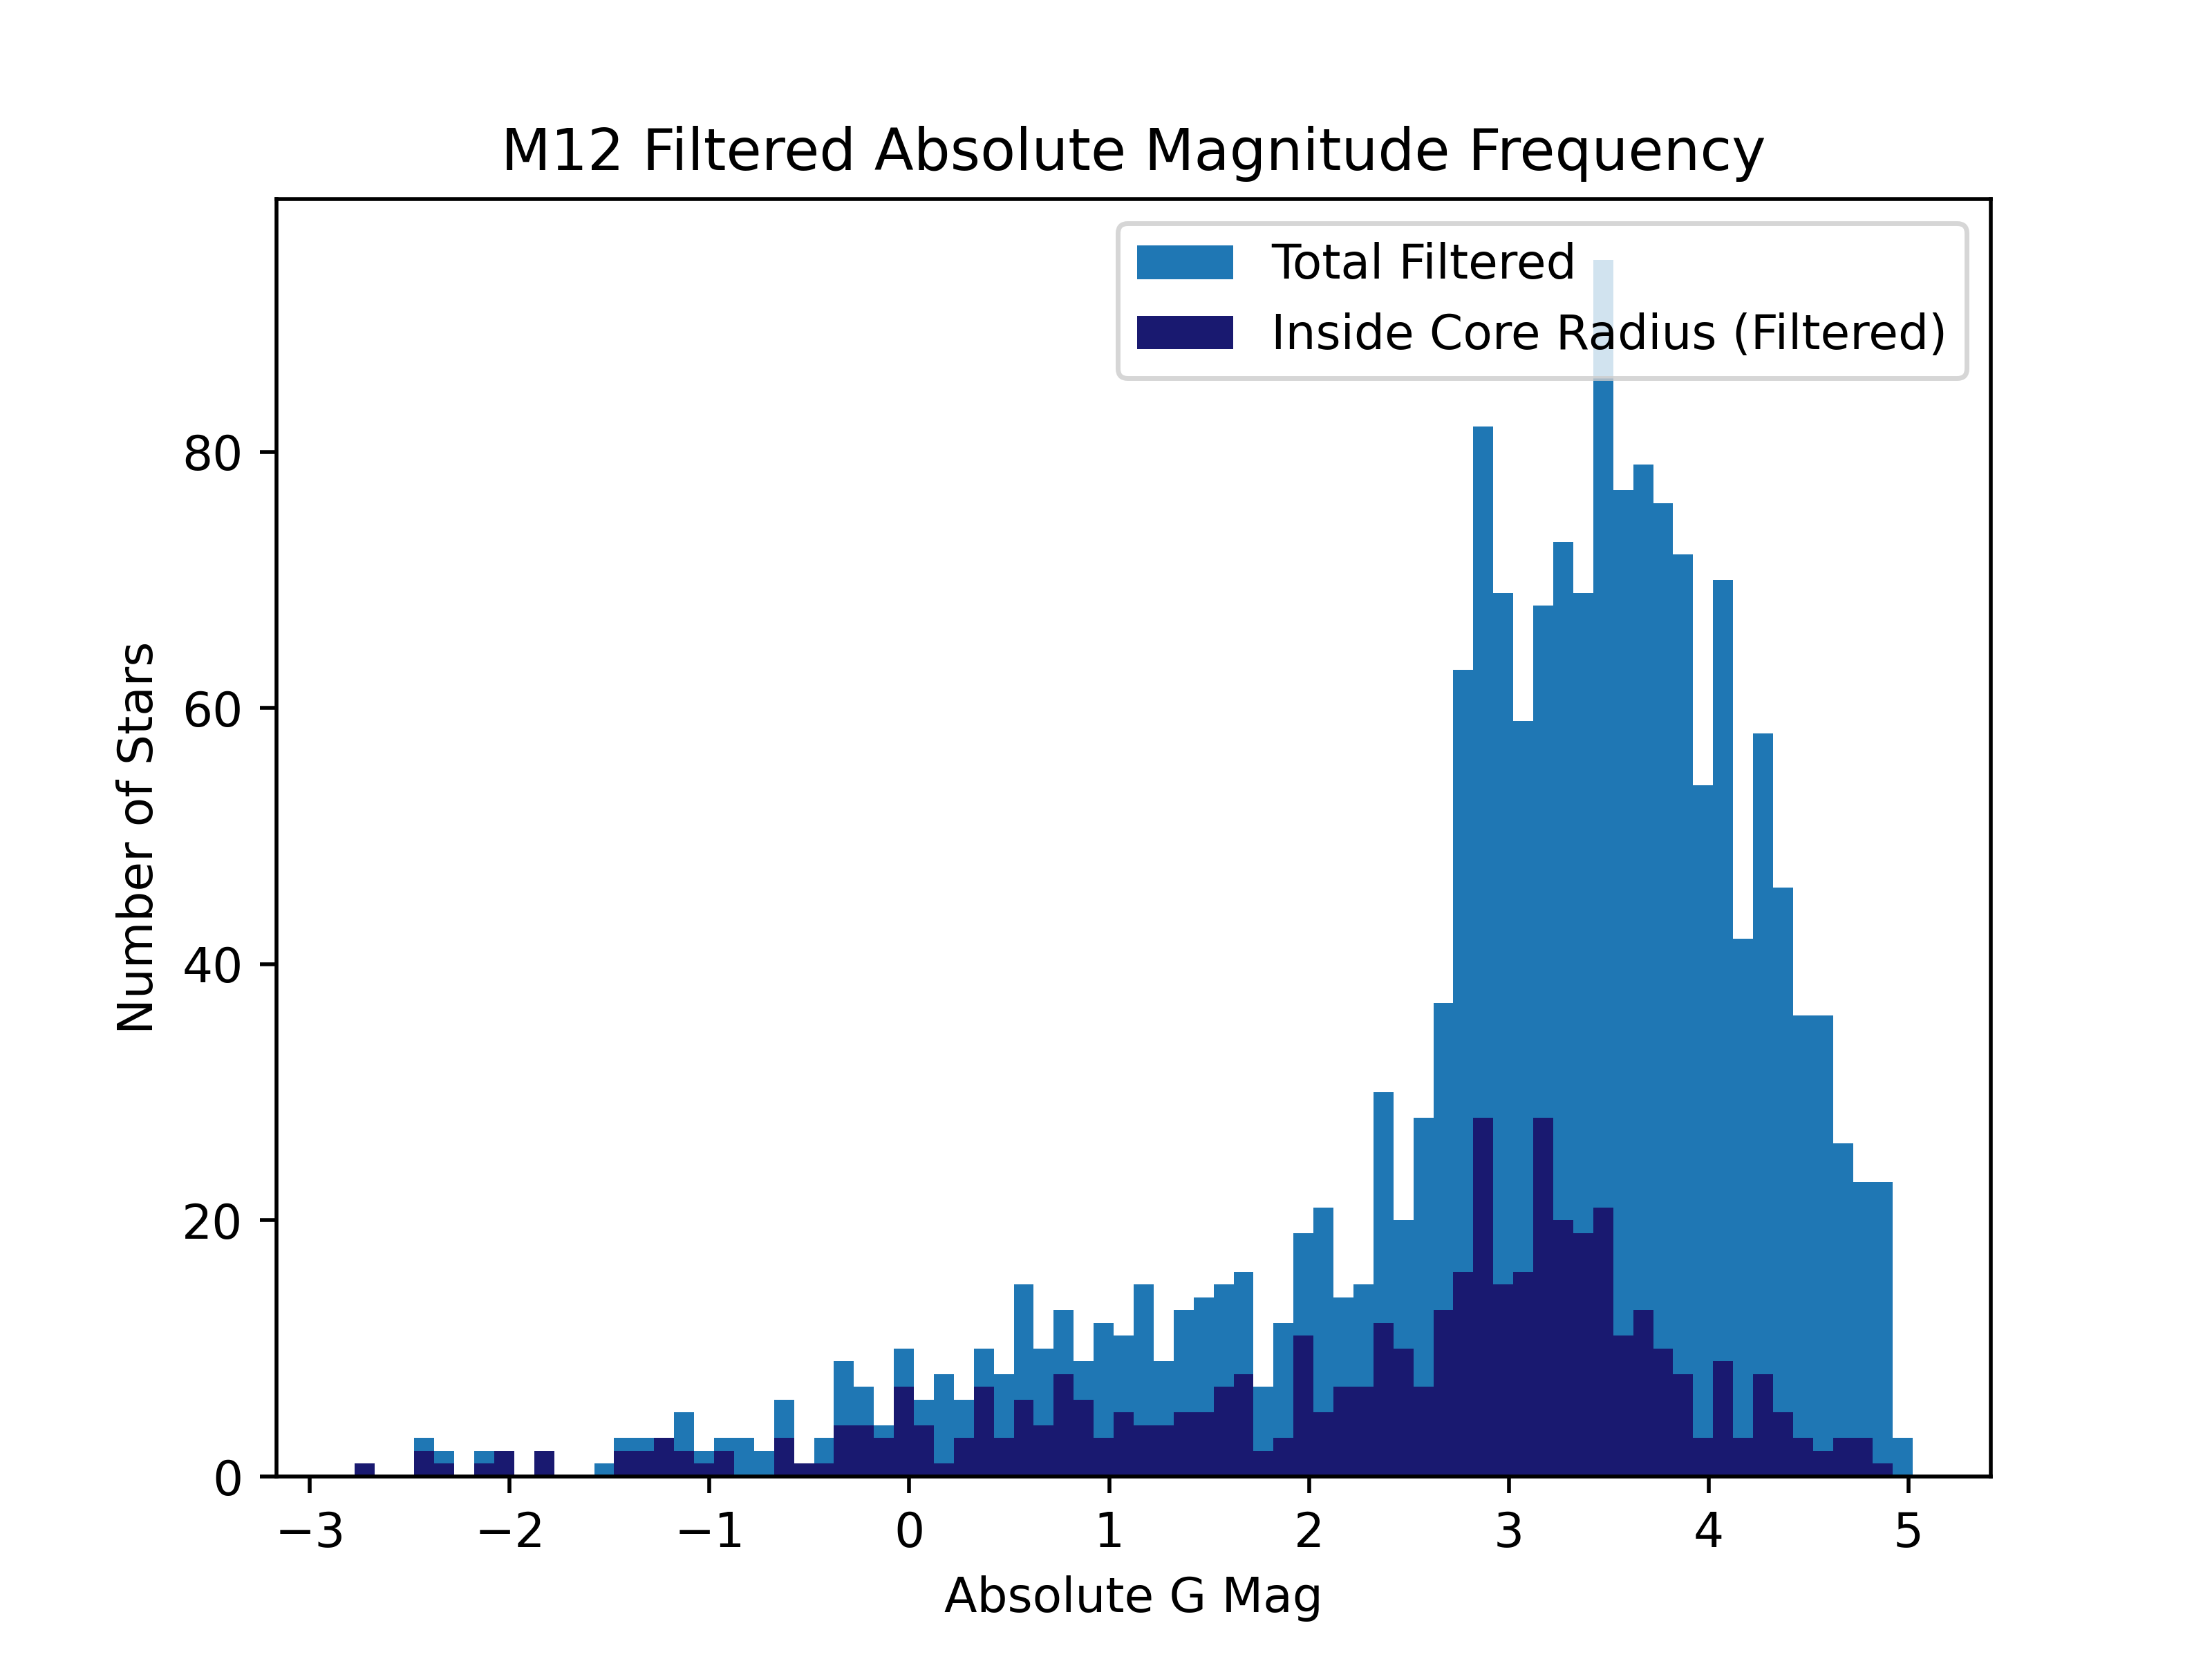 M12 Filtered Absolute Magnitude Frequency
Total Filtered
Inside Core Radius (Filtered)
80
60
40
20
0
Number of Stars
−3 −2 −1 0 1 2 3 4 5
Absolute G Mag